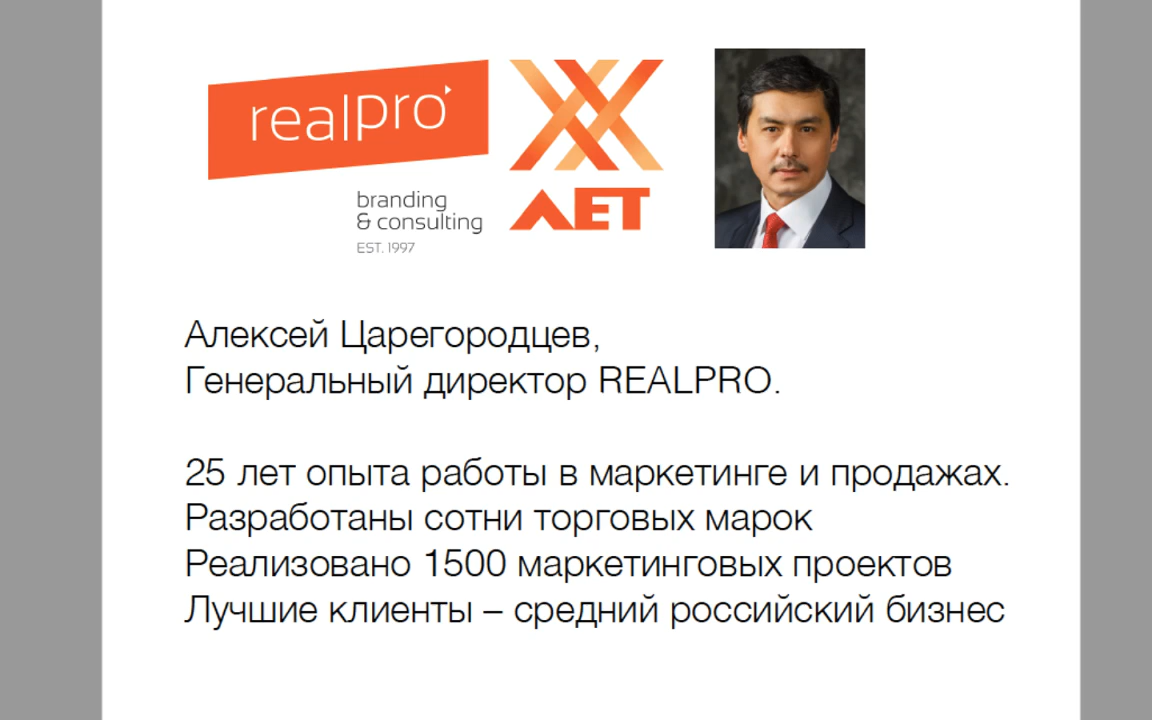 realpro
XX
ЛЕТ
branding
& consulting
EST. 1997
Алексей Царегородцев,
Генеральный директор REALPRO.
25 лет опыта работы в маркетинге и продажах.
Разработаны сотни торговых марок
Реализовано 1500 маркетинговых проектов
Лучшие клиенты – средний российский бизнес